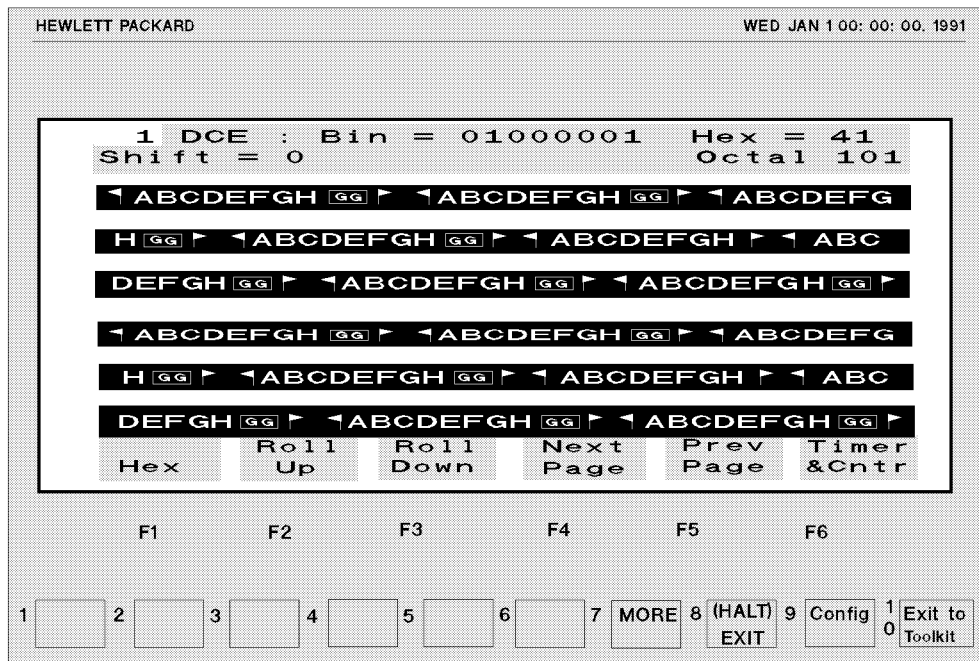 HEWLETT PACKARD WED JAN 1 00: 00: 00. 1991
1 DCE : Bin = 01000001 Hex = 41
Shift = 0 Octal 101
ABCDEFGH GG ABCDEFGH GG ABCDEFG
H GG ABCDEFGH GG ABCDEFGH ABC
DEFGH GG ABCDEFGH GG ABCDEFGH GG
ABCDEFGH GG ABCDEFGH GG ABCDEFG
H GG ABCDEFGH GG ABCDEFGH ABC
DEFGH GG ABCDEFGH GG ABCDEFGH GG
Roll Roll Next Prev Timer
Hex Up Down Page Page &Cntr
F1 F2 F3 F4 F5 F6
1 2 3 4 5 6 7 MORE 8 (HALT) EXIT 9 Config 10 Exit to Toolkit